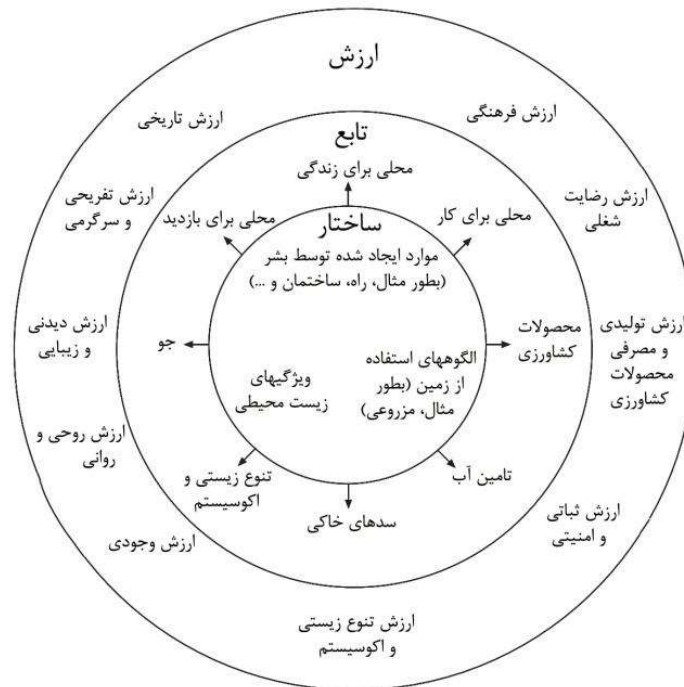 ارزش
ارزش فرهنگی
ارزش تاریخی
تابع
محلی برای زندگی
ارزش رضایت
شغلی
ارزش تفریحی
و سرگرمی
محلی برای کار
محلی برای بازدید
ساختار
موارد ایجاد شده توسط بشر
(بطور مثال، راه، ساختمان و ...)
ارزش تولیدی
و مصرفی
محصولات
کشاورزی
محصولات
کشاورزی
جو
ارزش دیدنی
و زیبایی
الگوههای استفاده
از زمین (بطور
مثال، مزروعی)
ویژگیهای
زیست محیطی
ارزش روحی و
روانی
تامین آب
تنوع زیستی و
اکوسیستم
سدهای خاکی
ارزش ثباتی
و امنیتی
ارزش وجودی
ارزش تنوع زیستی
و اکوسیستم